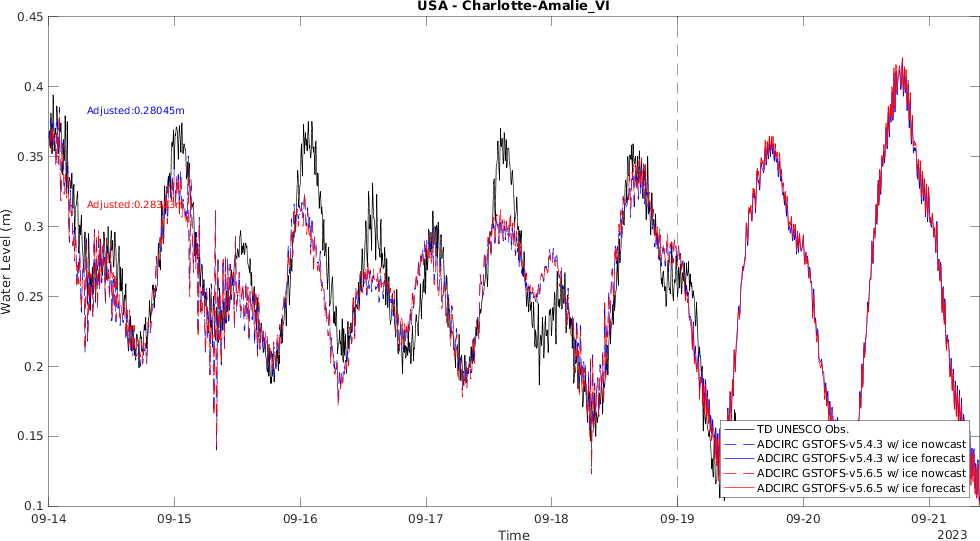 USA - Charlotte-Amalie_VI
0.45
0.4
0.35
0.3
0.25
0.2
0.15
0.1
Water Level (m)
Adjusted:0.28045m
TD UNESCO Obs.
ADCIRC GSTOFS-v5.4.3 w/ ice nowcast
ADCIRC GSTOFS-v5.4.3 w/ ice forecast
ADCIRC GSTOFS-v5.6.5 w/ ice nowcast
ADCIRC GSTOFS-v5.6.5 w/ ice forecast
09-14
09-15
09-16
09-17
09-18
09-19
09-20
09-21
Time
2023